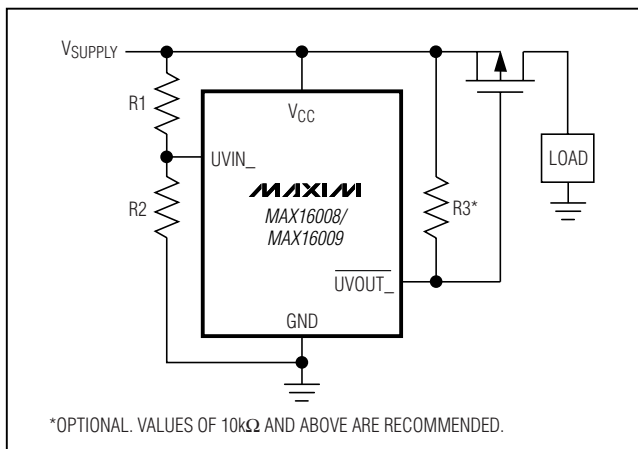 VSUPPLY
R1
VCC
UVIN_
LOAD
R2
MAXIM
MAX16008/
MAX16009
R3*
UVOUT_
GND
*OPTIONAL. VALUES OF 10kΩ AND ABOVE ARE RECOMMENDED.